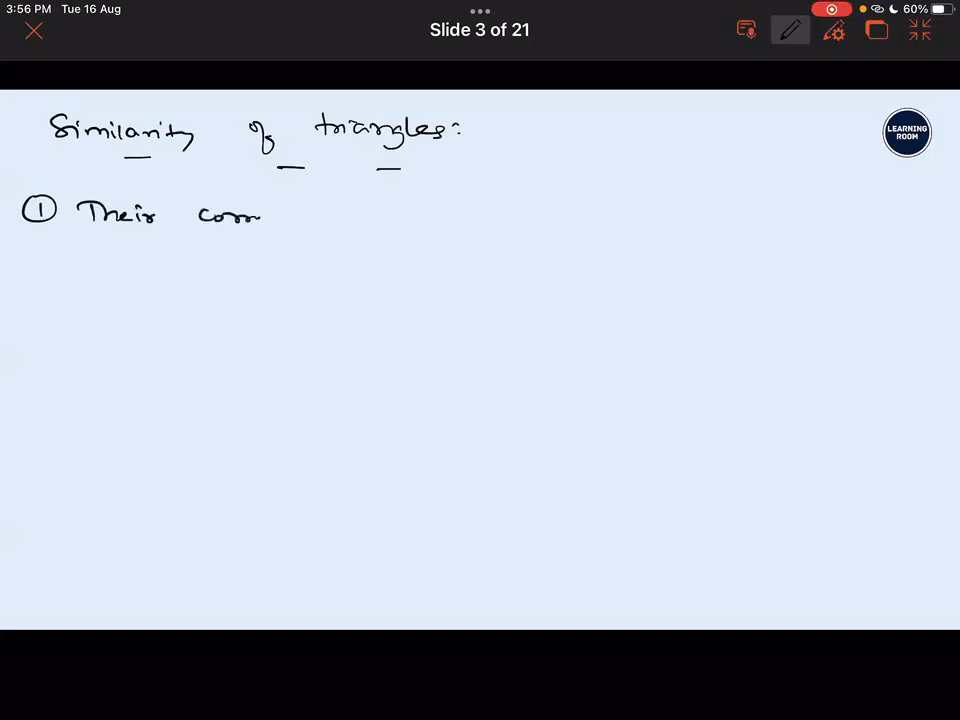 3:56 PM Tue 16 Aug
60%
Slide 3 of 21
Similarity of triangles:
LEARNING
ROOM
① Their corr